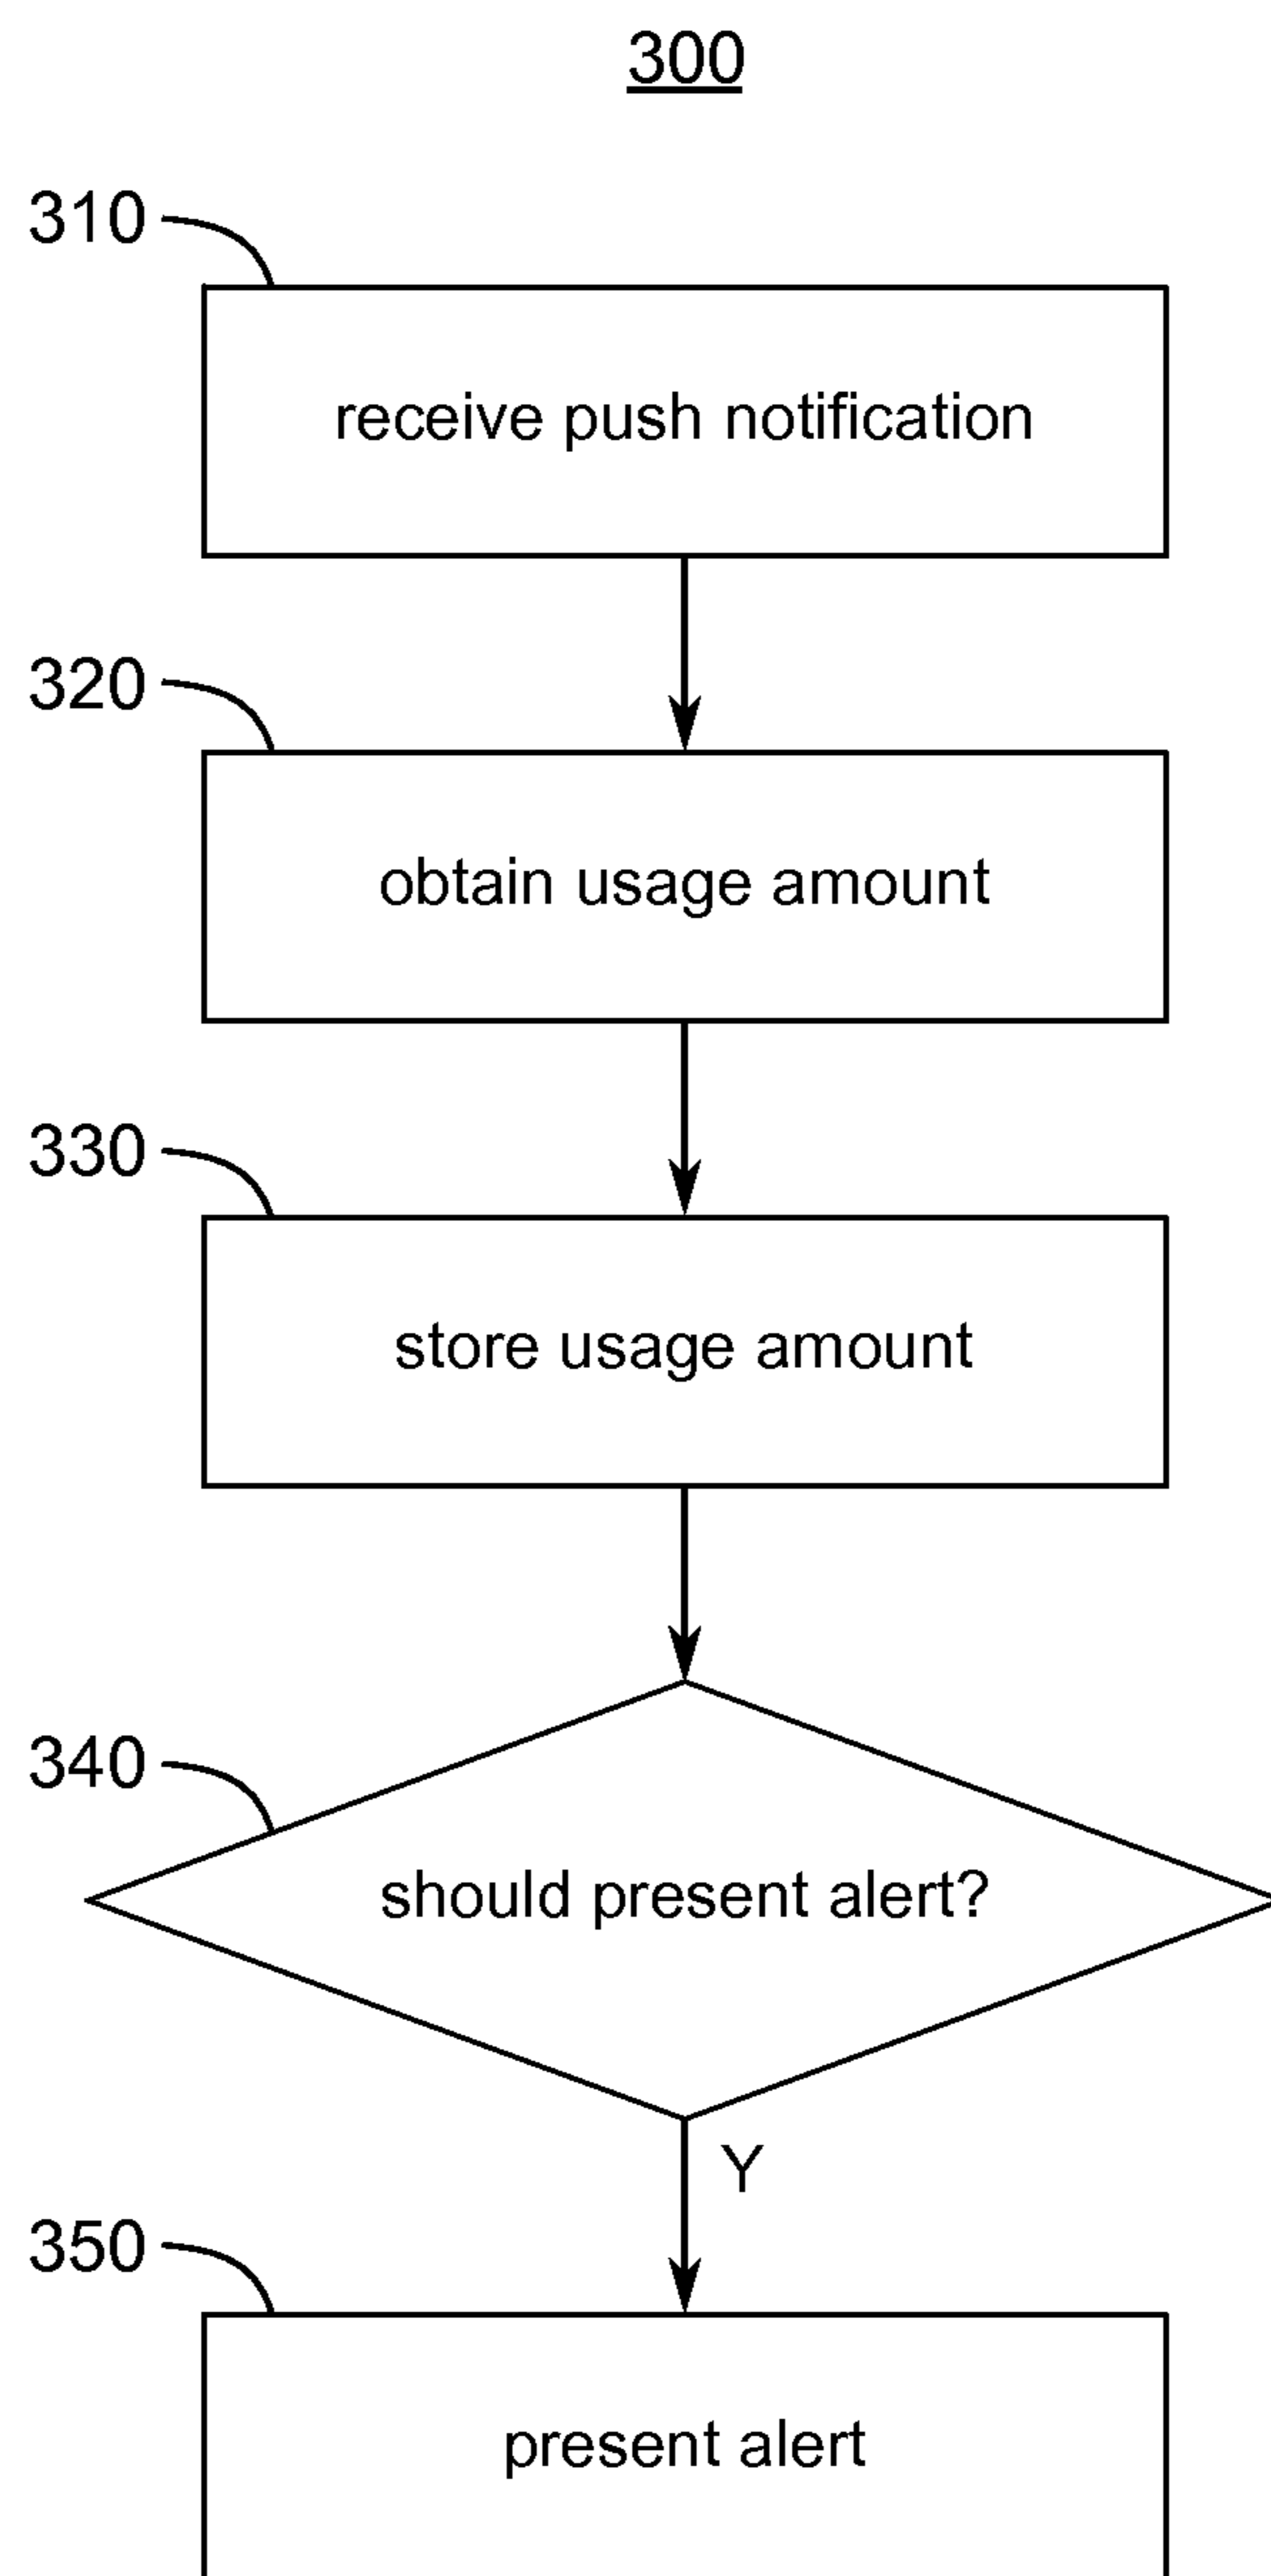 300
310
receive push notification
320
obtain usage amount
330
store usage amount
340
should present alert?
Y
350
present alert